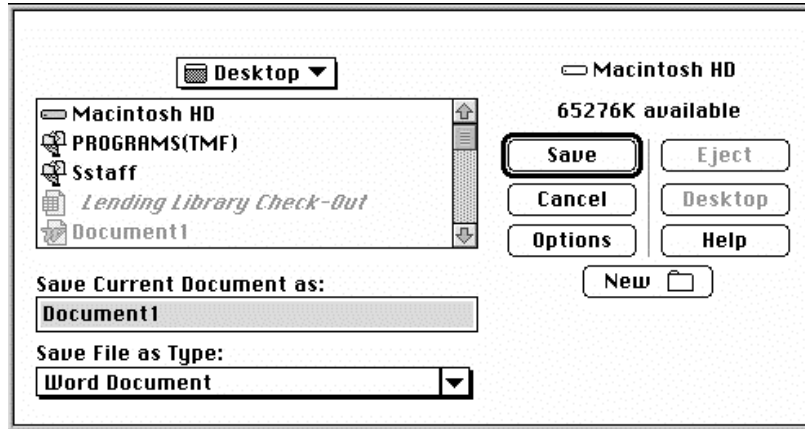 Desktop
Macintosh HD
PROGRAMS(TMF)
Sstaff
Lending Library Check-Out
Document1
Save Current Document as:
Document1
Save File as Type:
Word Document
Macintosh HD
65276K available
Save
Eject
Cancel
Desktop
Options
Help
New